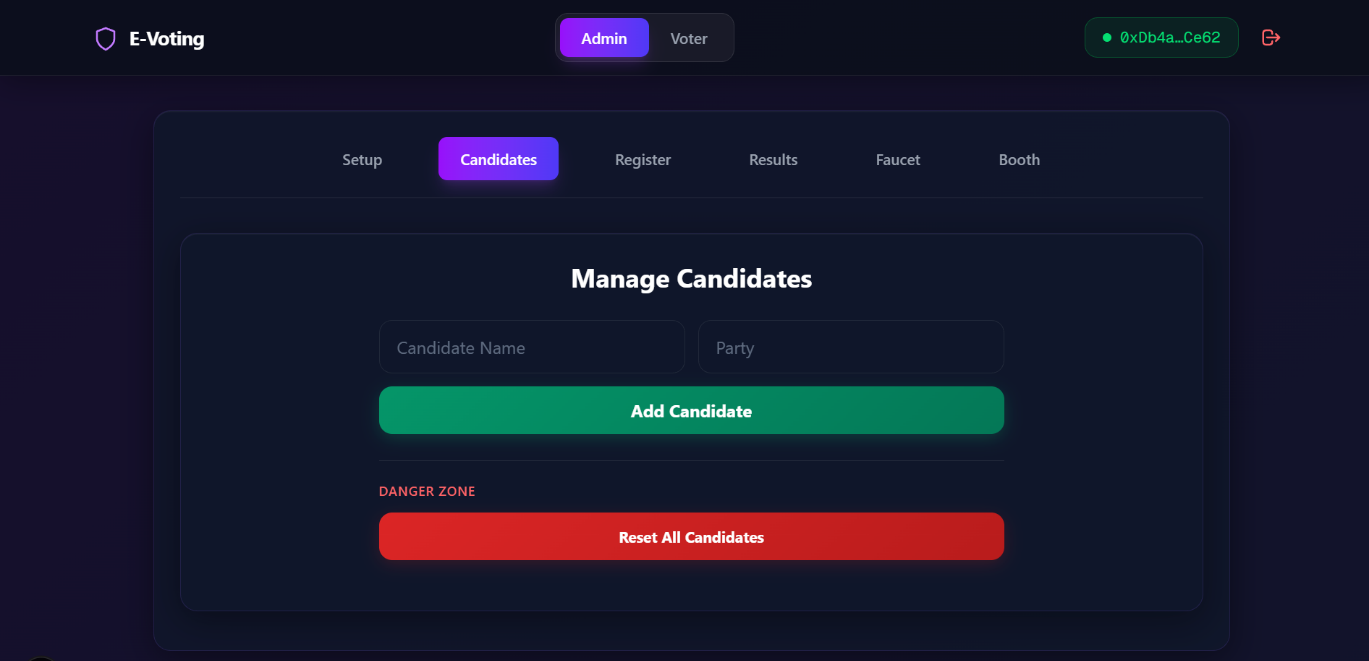 E-Voting
Admin
Voter
0xDb4a…Ce62
Setup
Candidates
Register
Results
Faucet
Booth
Manage Candidates
Candidate Name
Party
Add Candidate
DANGER ZONE
Reset All Candidates